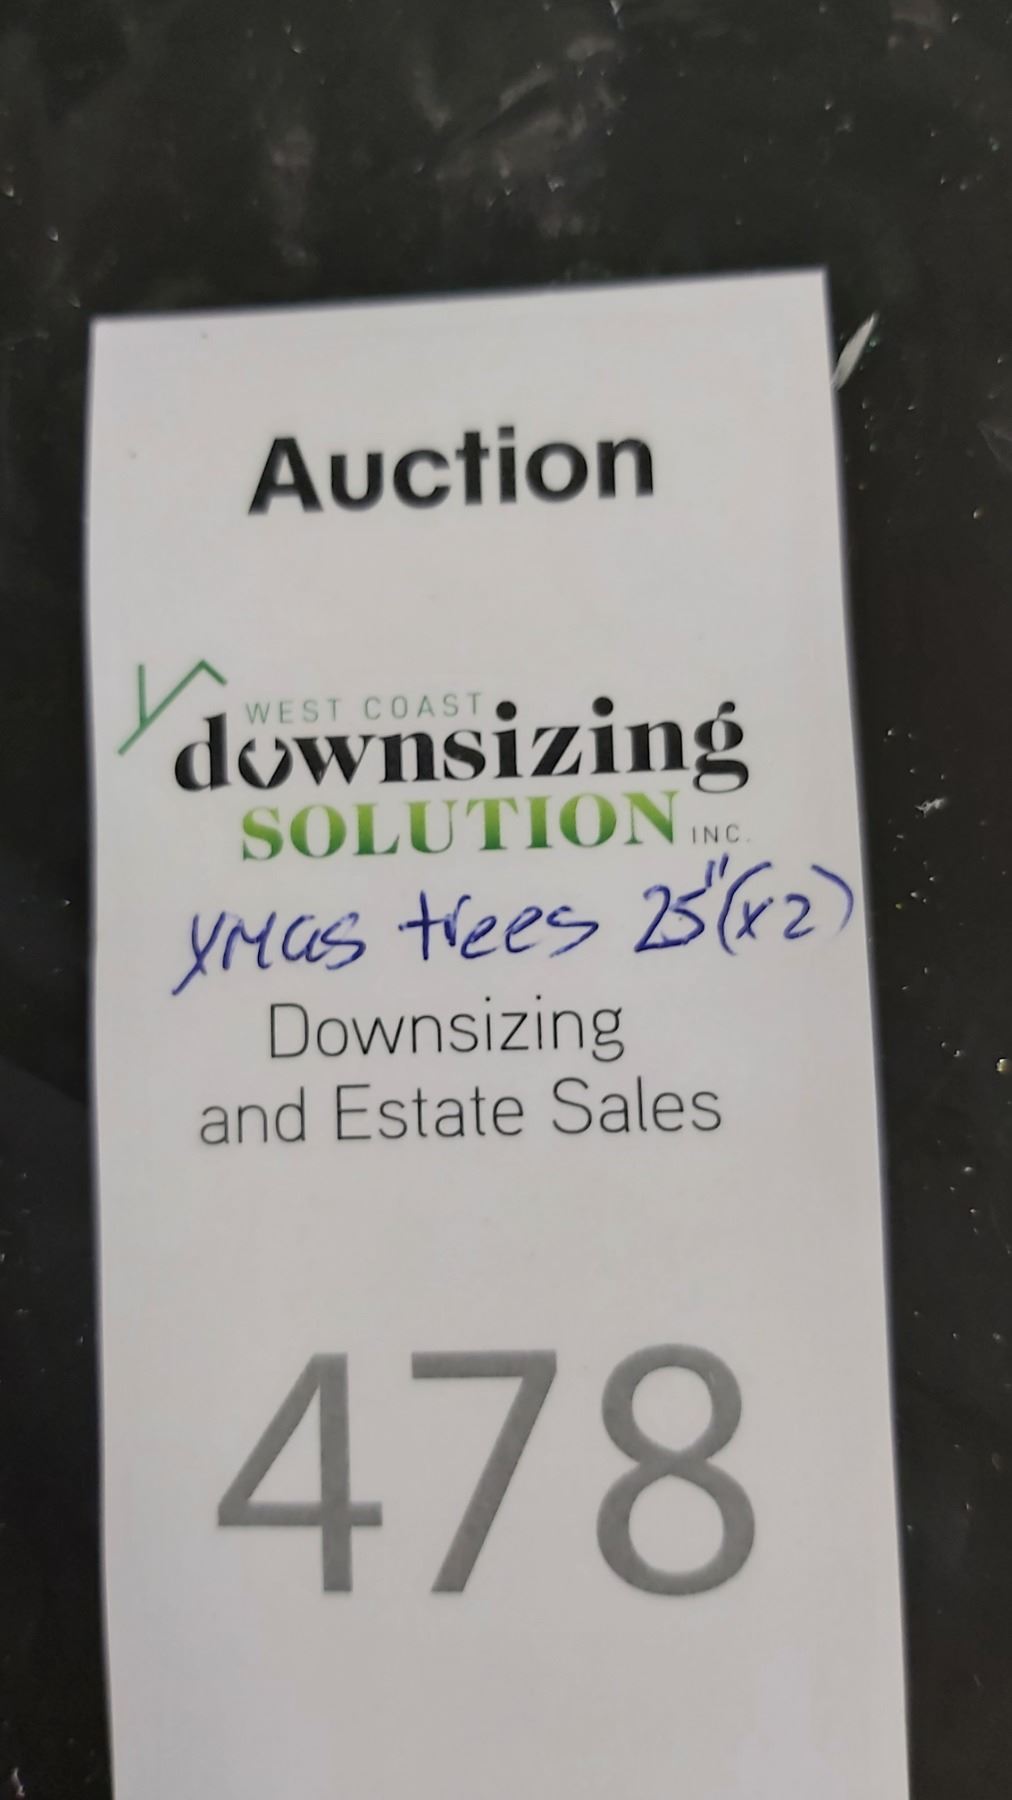 Auction
WEST COAST
downsizing
SOLUTION INC.
XMAS trees 25" (x2)
Downsizing
and Estate Sales
478